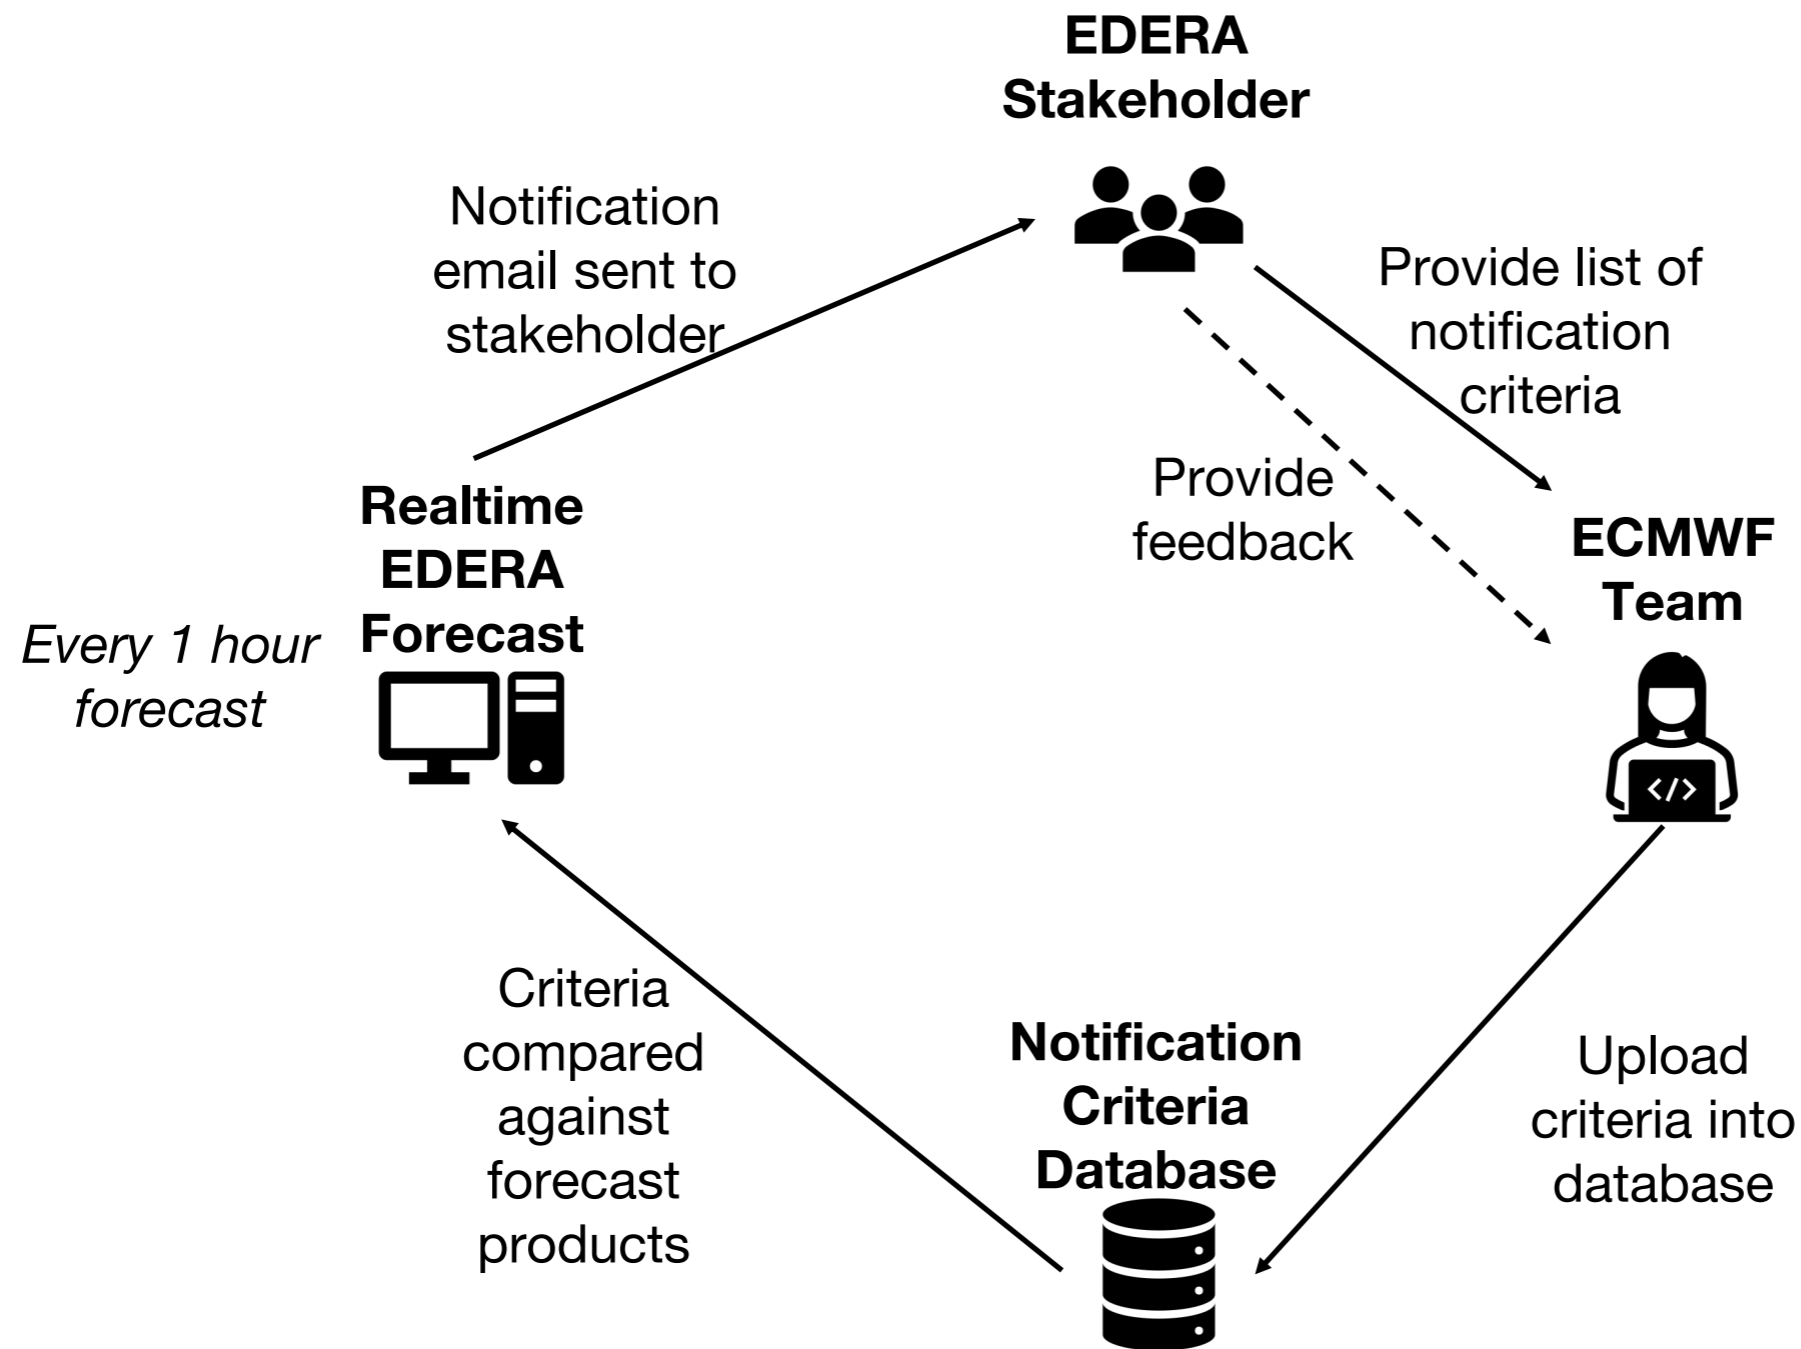 EDERA
Stakeholder
Notification
email sent to
stakeholder
Provide list of
notification
criteria
Provide
feedback
Realtime
EDERA
Forecast
Every 1 hour
forecast
ECMWF
Team
</>
Criteria
compared
against
forecast
products
Notification
Criteria
Database
Upload
criteria into
database